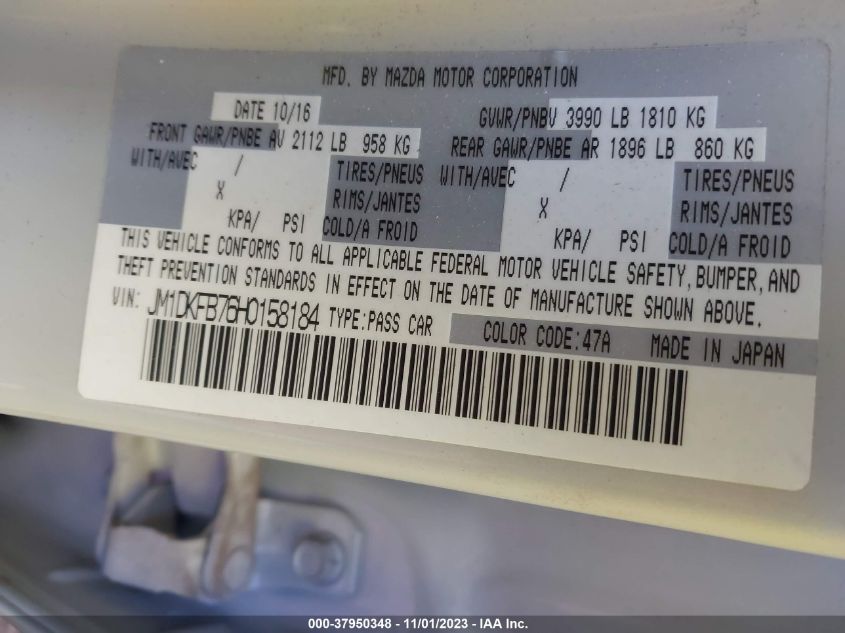 MFD. BY MAZDA MOTOR CORPORATION
DATE 10/16 GVWR/PNBV 3990 LB 1810 KG
FRONT GAWR/PNBE AV 2112 LB 958 KG REAR GAWR/PNBE AR 1896 LB 860 KG
WITH/AVEC / TIRES/PNEUS WITH/AVEC / TIRES/PNEUS
X RIMS/JANTES X RIMS/JANTES
KPA/ PSI COLD/A FROID KPA/ PSI COLD/A FROID
THIS VEHICLE CONFORMS TO ALL APPLICABLE FEDERAL MOTOR VEHICLE SAFETY, BUMPER, AND
THEFT PREVENTION STANDARDS IN EFFECT ON THE DATE OF MANUFACTURE SHOWN ABOVE.
VIN: JM1DKFB76H0158184 TYPE:PASS CAR COLOR CODE:47A MADE IN JAPAN
000-37950348 - 11/01/2023 - IAA Inc.